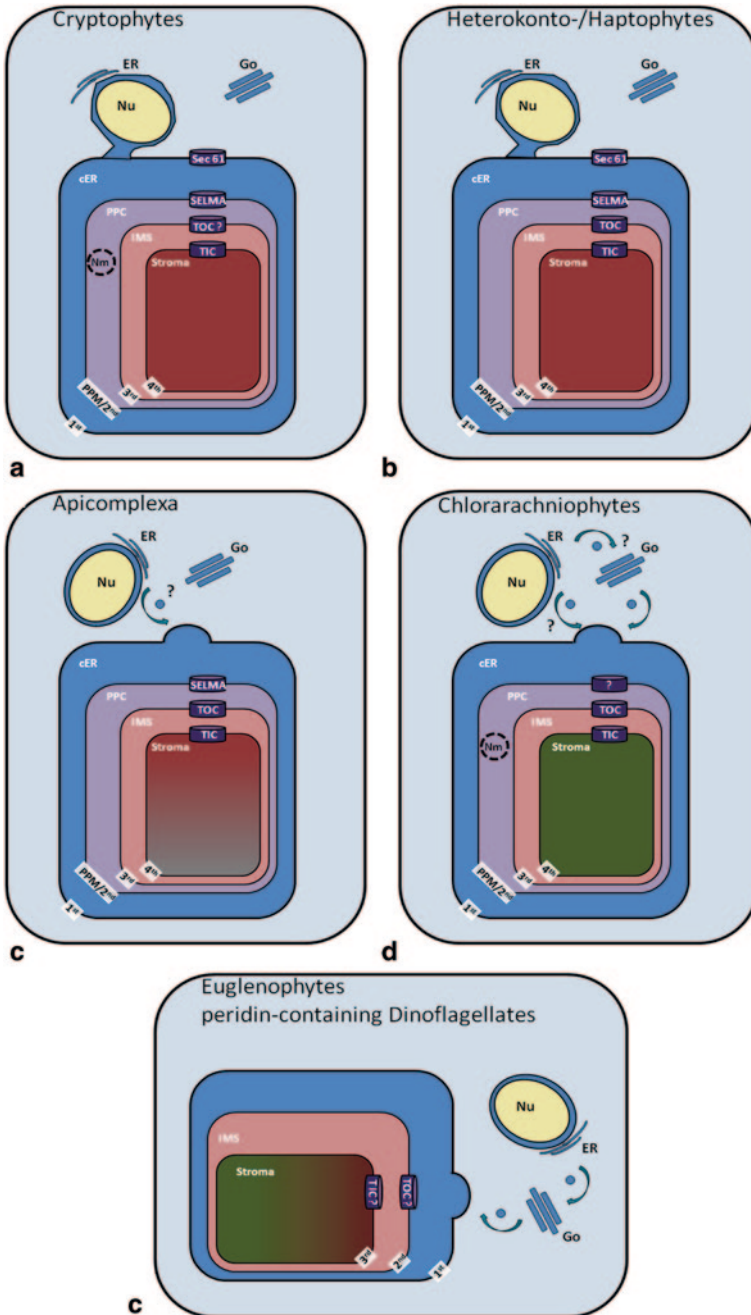 Cryptophytes
ER
Go
Nu
Sec 61
cER
SELMA
PPC
TOC ?
IMS
TIC
Stroma
Nm
4th
3rd
PPM/2nd
1st
a
Heterokonto-/Haptophytes
ER
Go
Nu
Sec 61
cER
SELMA
PPC
TOC
IMS
TIC
Stroma
4th
3rd
PPM/2nd
1st
b
Apicomplexa
ER
Go
Nu
?
cER
SELMA
PPC
TOC
IMS
TIC
Stroma
4th
3rd
PPM/2nd
1st
c
Chlorarachniophytes
ER
?
Go
Nu
?
cER
?
PPC
TOC
IMS
TIC
Stroma
Nm
4th
3rd
PPM/2nd
1st
d
Euglenophytes
peridin-containing Dinoflagellates
Nu
IMS
ER
Stroma
TIC?
TOC?
Go
3rd
2nd
1st
c